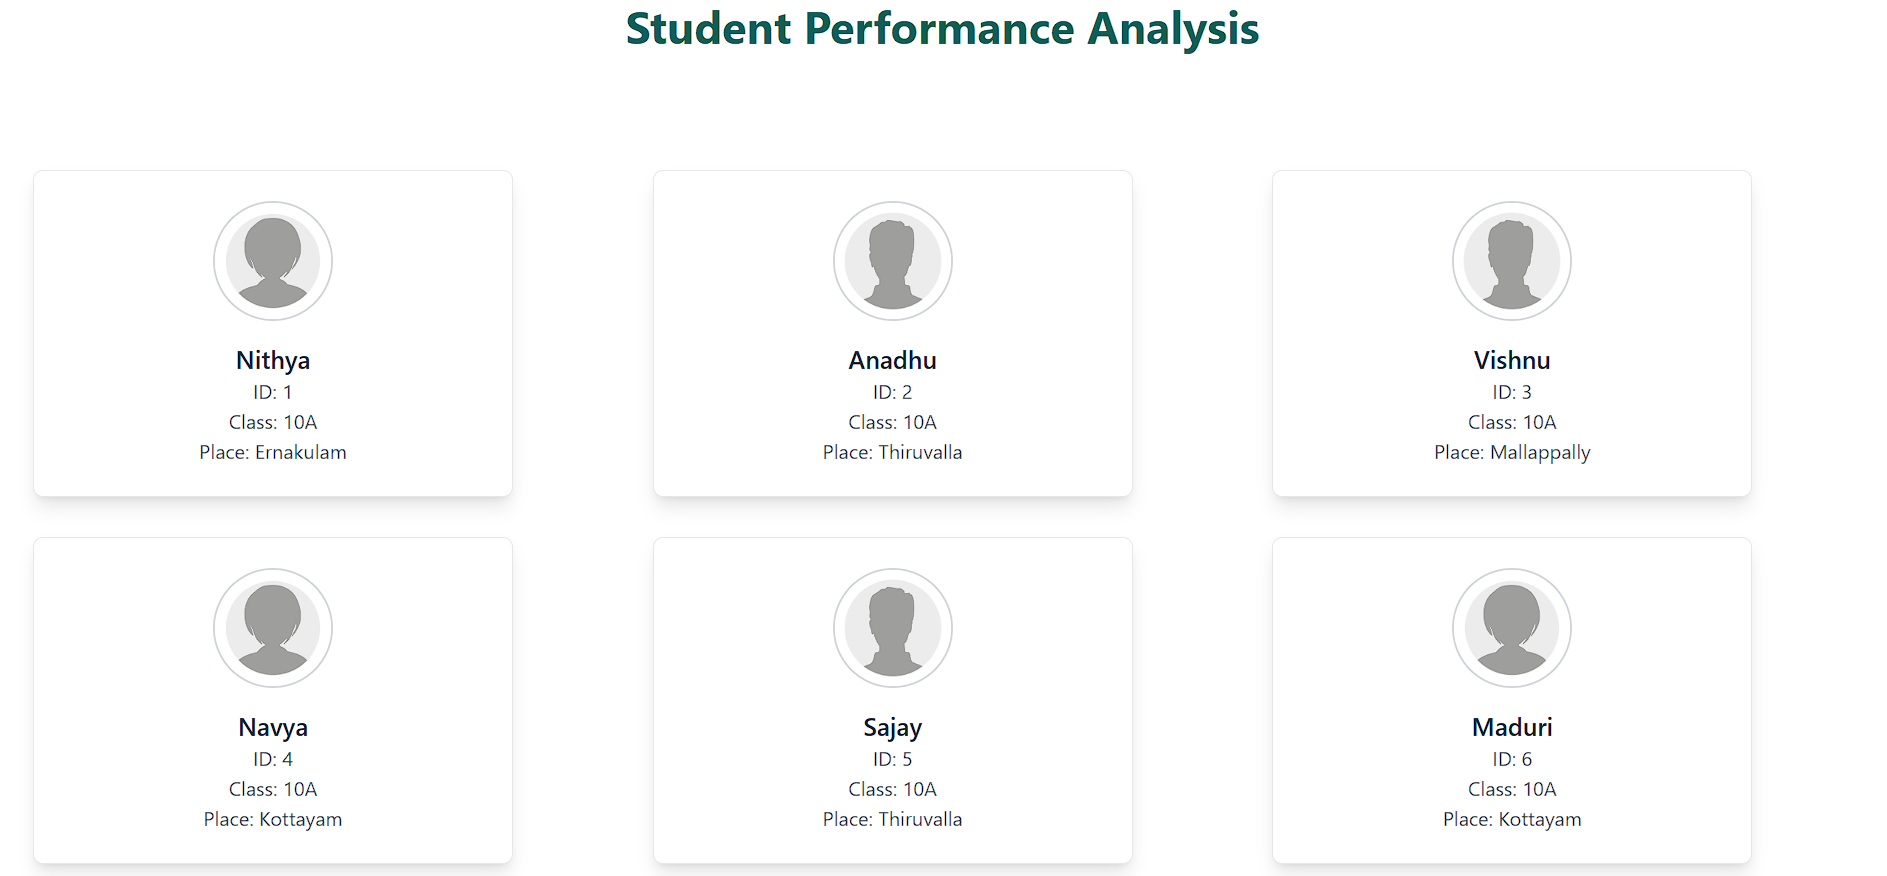 Student Performance Analysis
Nithya
ID: 1
Class: 10A
Place: Ernakulam
Anadhu
ID: 2
Class: 10A
Place: Thiruvalla
Vishnu
ID: 3
Class: 10A
Place: Mallappally
Navya
ID: 4
Class: 10A
Place: Kottayam
Sajay
ID: 5
Class: 10A
Place: Thiruvalla
Maduri
ID: 6
Class: 10A
Place: Kottayam